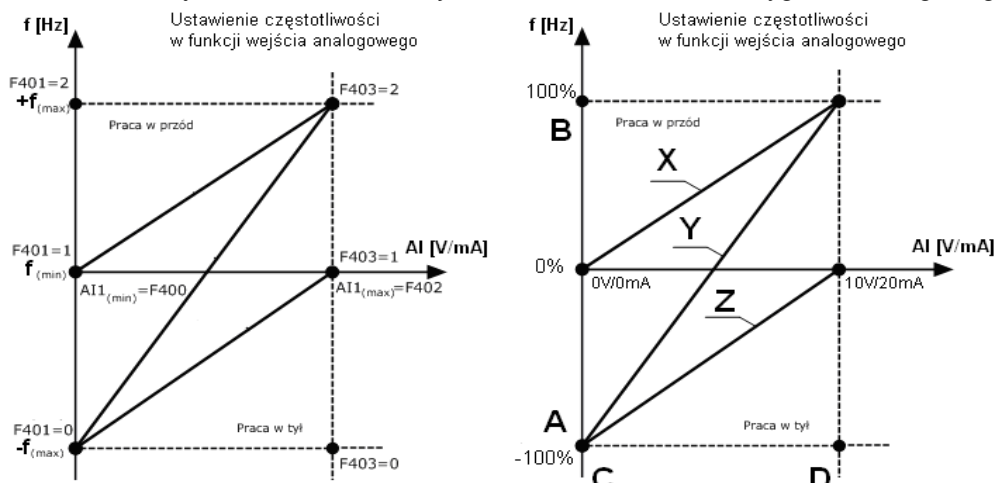 Ustawienie częstotliwości
w funkcji wejścia analogowego
f [Hz]
F401=2
+f(max)
F403=2
Praca w przód
F401=1
f(min)
AI [V/mA]
F403=1
AI1(min)=F400
AI1(max)=F402
F401=0
-f(max)
Praca w tył
F403=0
Ustawienie częstotliwości
w funkcji wejścia analogowego
f [Hz]
100%
B
Praca w przód
X
Y
AI [V/mA]
0%
0V/0mA
10V/20mA
Z
A
Praca w tył
-100%
C
D